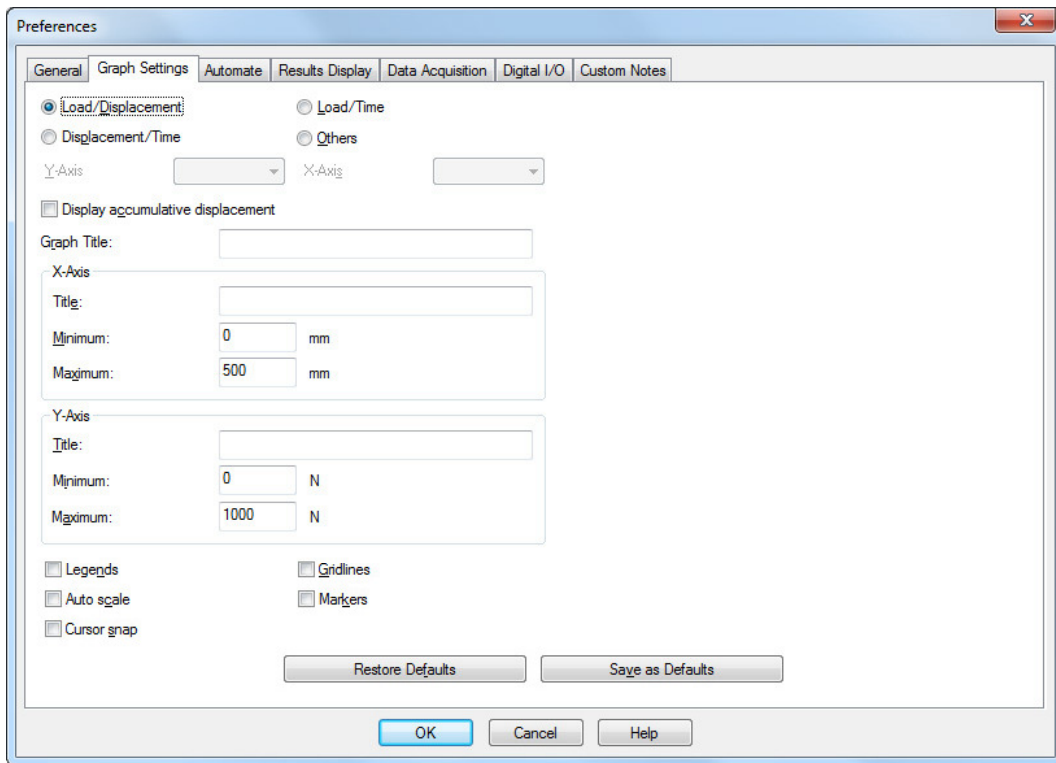 Preferences
General Graph Settings Automate Results Display Data Acquisition Digital I/O Custom Notes
Load/Displacement Load/Time
Displacement/Time Others
Y-Axis X-Axis
Display accumulative displacement
Graph Title:
X-Axis
Title:
Minimum: 0 mm
Maximum: 500 mm
Y-Axis
Title:
Minimum: 0 N
Maximum: 1000 N
Legends Gridlines
Auto scale Markers
Cursor snap
Restore Defaults Save as Defaults
OK Cancel Help